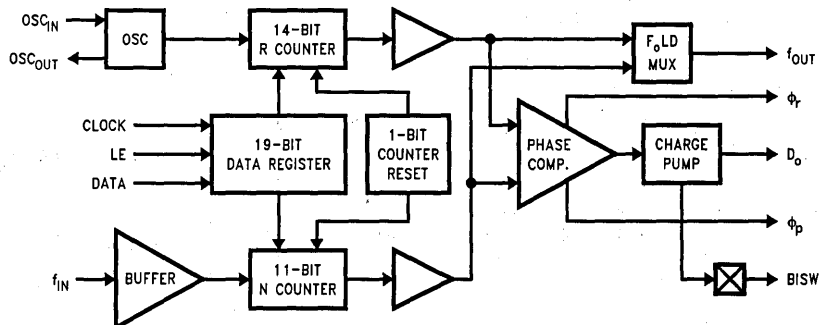 OSC_IN
OSC_OUT
OSC
14-BIT
R COUNTER
F_oLD
MUX
f_OUT
ϕ_r
CLOCK
LE
DATA
19-BIT
DATA REGISTER
1-BIT
COUNTER
RESET
PHASE
COMP.
CHARGE
PUMP
D_o
ϕ_p
f_IN
BUFFER
11-BIT
N COUNTER
BISW